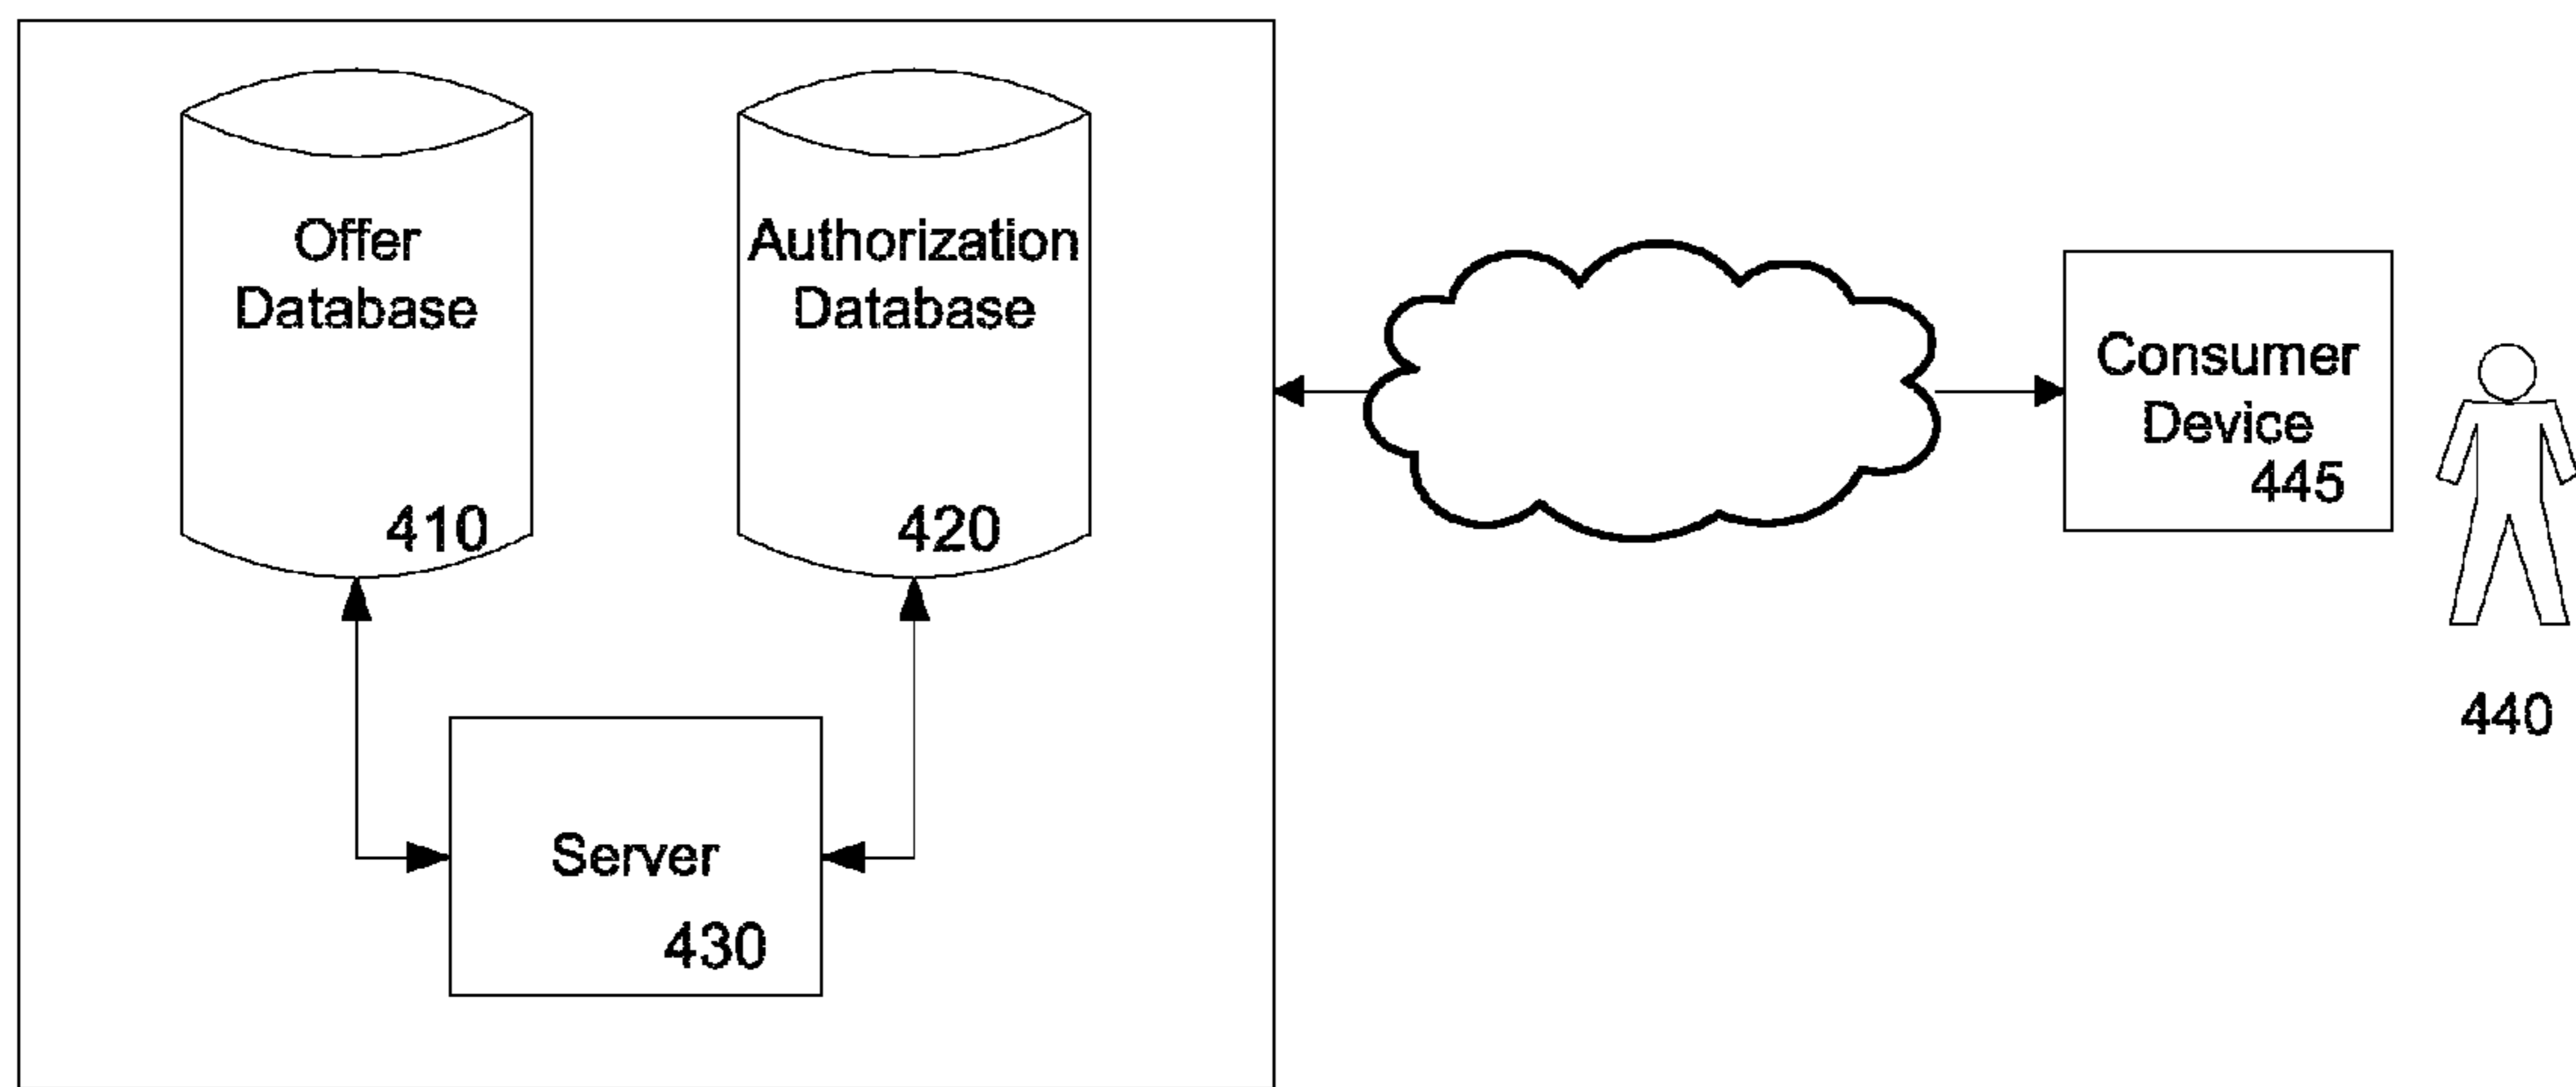 Offer
Database
410
Authorization
Database
420
Server
430
Consumer
Device
445
440